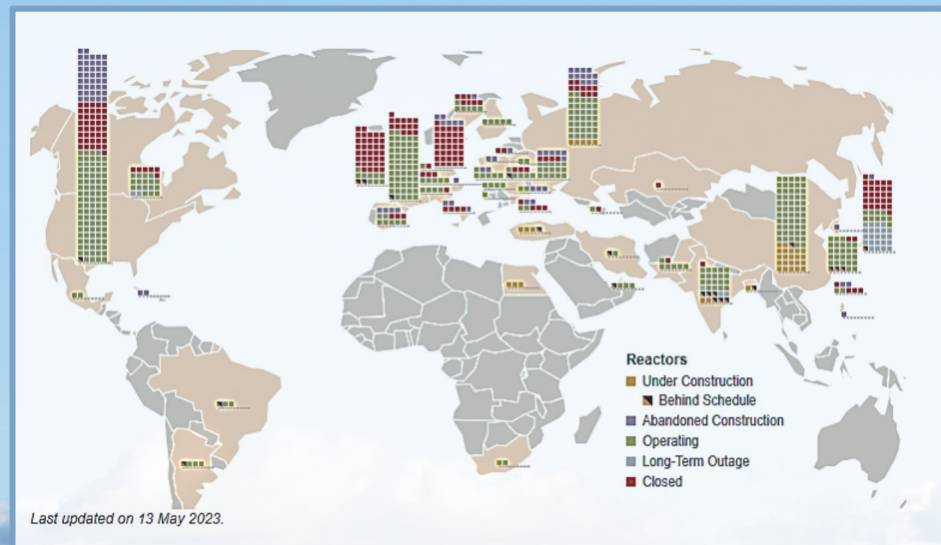 Reactors
Under Construction
Behind Schedule
Abandoned Construction
Operating
Long-Term Outage
Closed
Last updated on 13 May 2023.